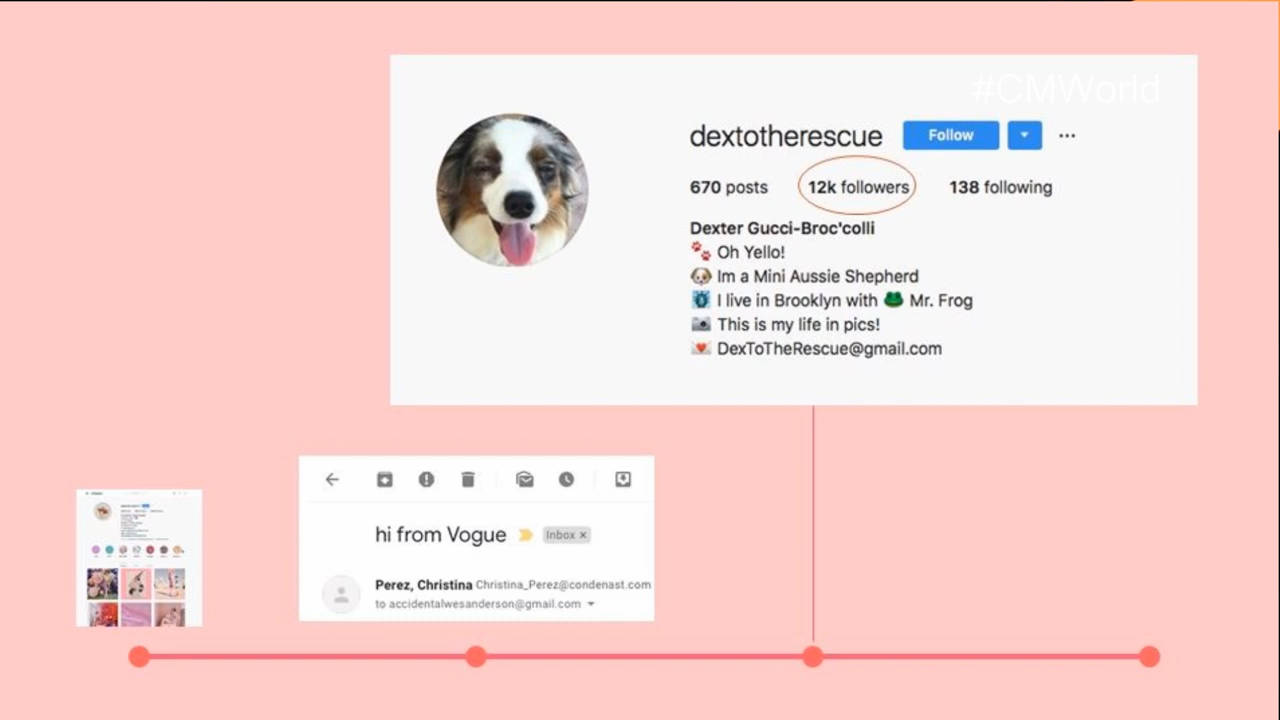 #CMWorld
dextotherescue Follow
670 posts 12k followers 138 following
Dexter Gucci-Broc'colli
🐾 Oh Yello!
🐶 Im a Mini Aussie Shepherd
I live in Brooklyn with 🐸 Mr. Frog
📷 This is my life in pics!
💌 DexToTheRescue@gmail.com
hi from Vogue Inbox ×
Perez, Christina Christina_Perez@condenast.com
to accidentalwesanderson@gmail.com